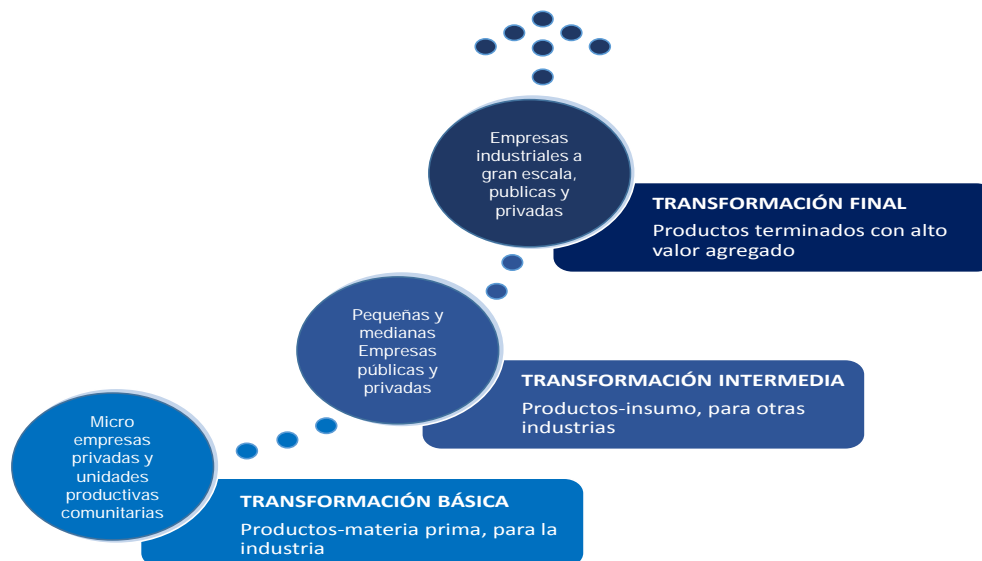 Empresas
industriales a
gran escala,
publicas y
privadas
TRANSFORMACIÓN FINAL
Productos terminados con alto
valor agregado
Pequeñas y
medianas
Empresas
públicas y
privadas
TRANSFORMACIÓN INTERMEDIA
Productos-insumo, para otras
industrias
Micro
empresas
privadas y
unidades
productivas
comunitarias
TRANSFORMACIÓN BÁSICA
Productos-materia prima, para la
industria